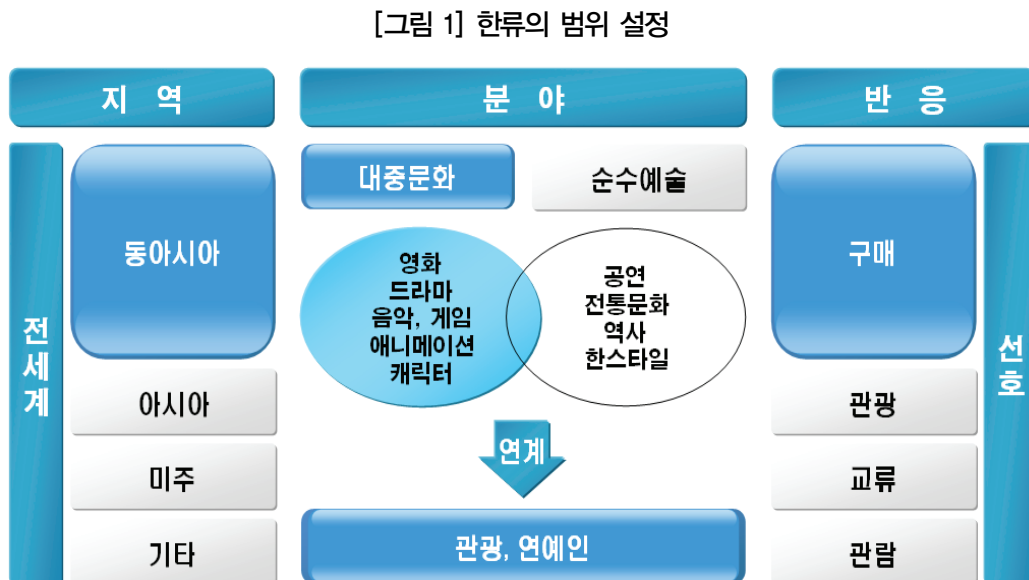 [그림 1] 한류의 범위 설정
지 역
분 야
반 응
전세계
동아시아
아시아
미주
기타
대중문화
순수예술
영화
드라마
음악, 게임
애니메이션
캐릭터
공연
전통문화
역사
한스타일
연계
관광, 연예인
구매
관광
교류
관람
선호